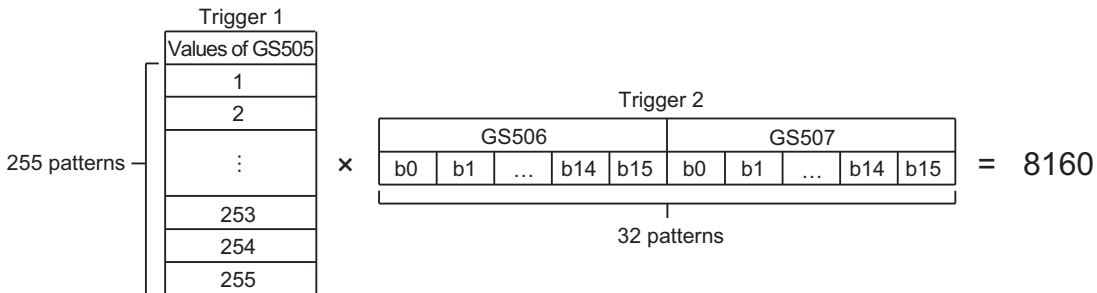 Trigger 1
Values of GS505
1
2
⋮
253
254
255
255 patterns
×
Trigger 2
GS506 GS507
b0 b1 … b14 b15 b0 b1 … b14 b15
32 patterns
= 8160